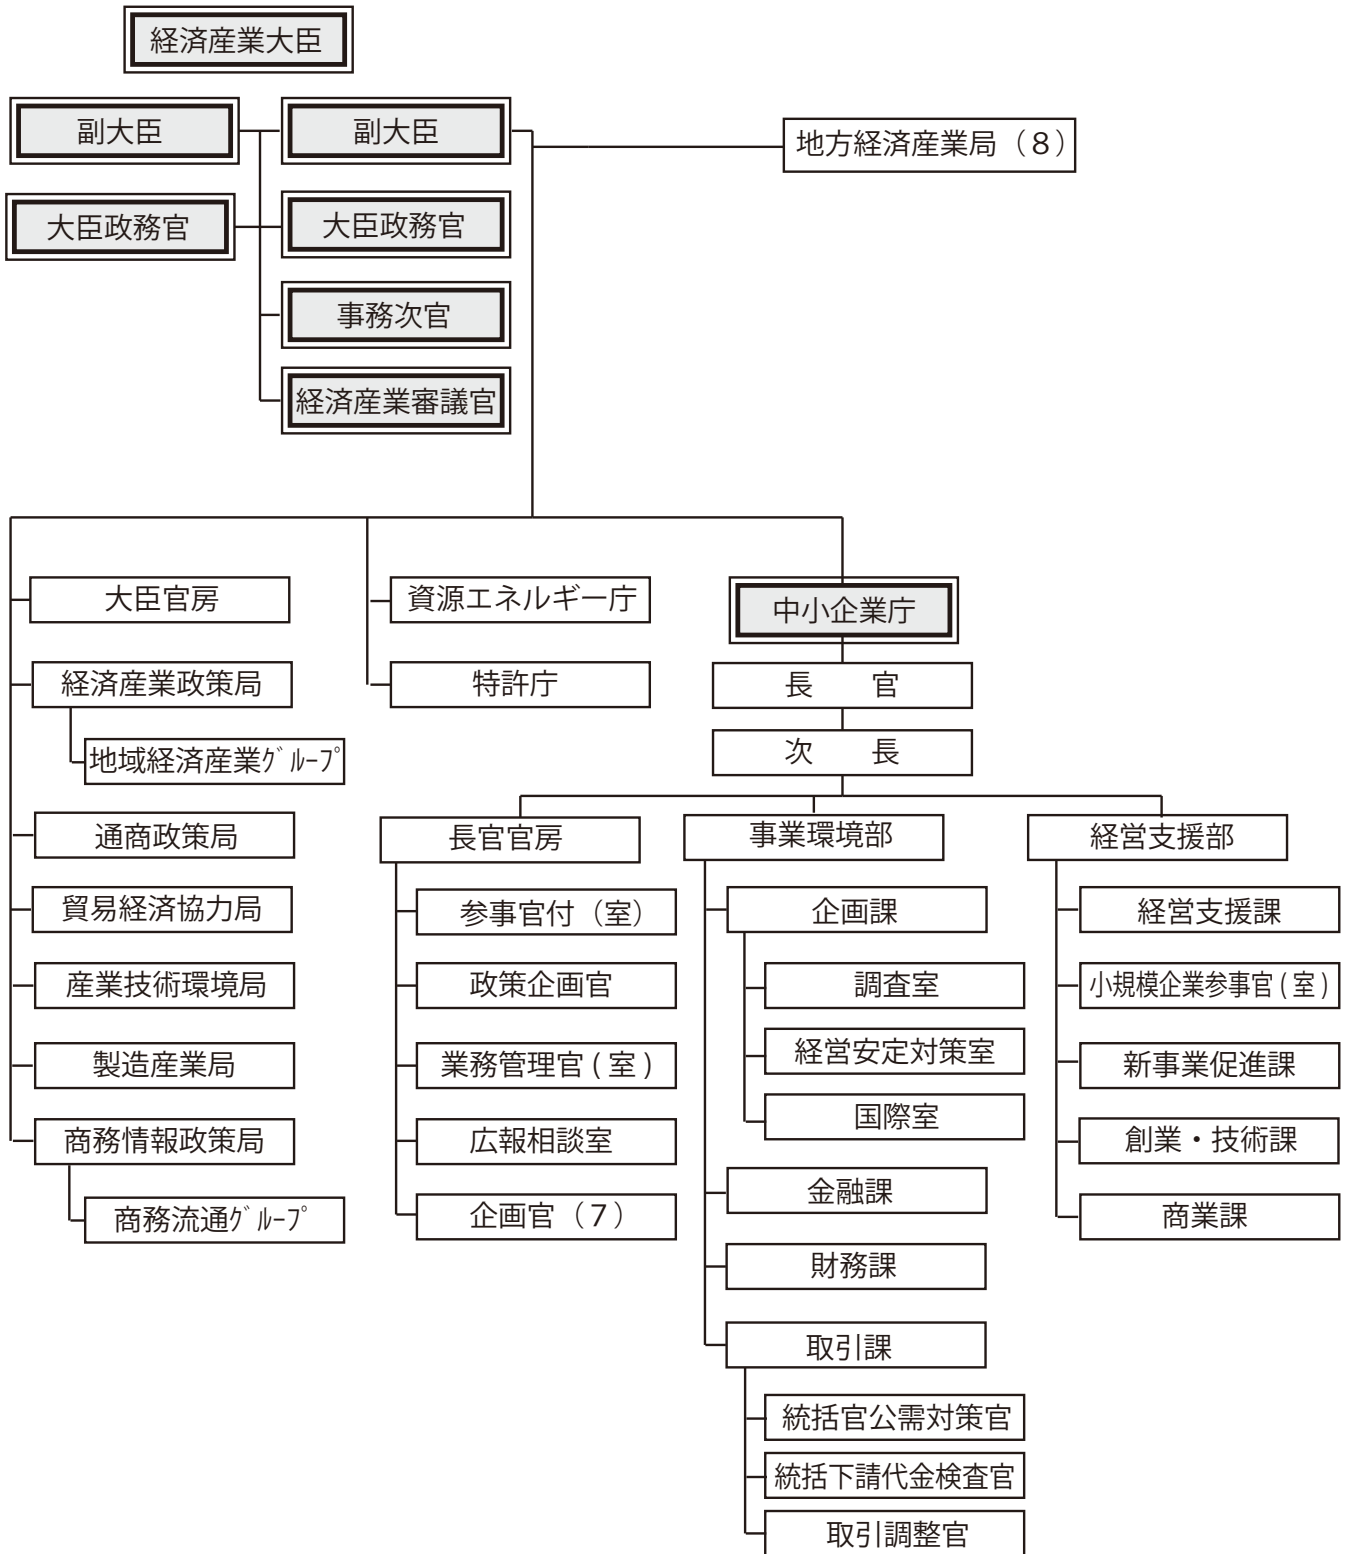 経済産業大臣
副大臣
副大臣
地方経済産業局（８）
大臣政務官
大臣政務官
事務次官
経済産業審議官
大臣官房
経済産業政策局
地域経済産業ｸﾞﾙｰﾌﾟ
通商政策局
貿易経済協力局
産業技術環境局
製造産業局
商務情報政策局
商務流通ｸﾞﾙｰﾌﾟ
資源エネルギー庁
特許庁
中小企業庁
長　　官
次　　長
長官官房
参事官付（室）
政策企画官
業務管理官(室)
広報相談室
企画官（７）
事業環境部
企画課
調査室
経営安定対策室
国際室
金融課
財務課
取引課
統括官公需対策官
統括下請代金検査官
取引調整官
経営支援部
経営支援課
小規模企業参事官(室)
新事業促進課
創業・技術課
商業課